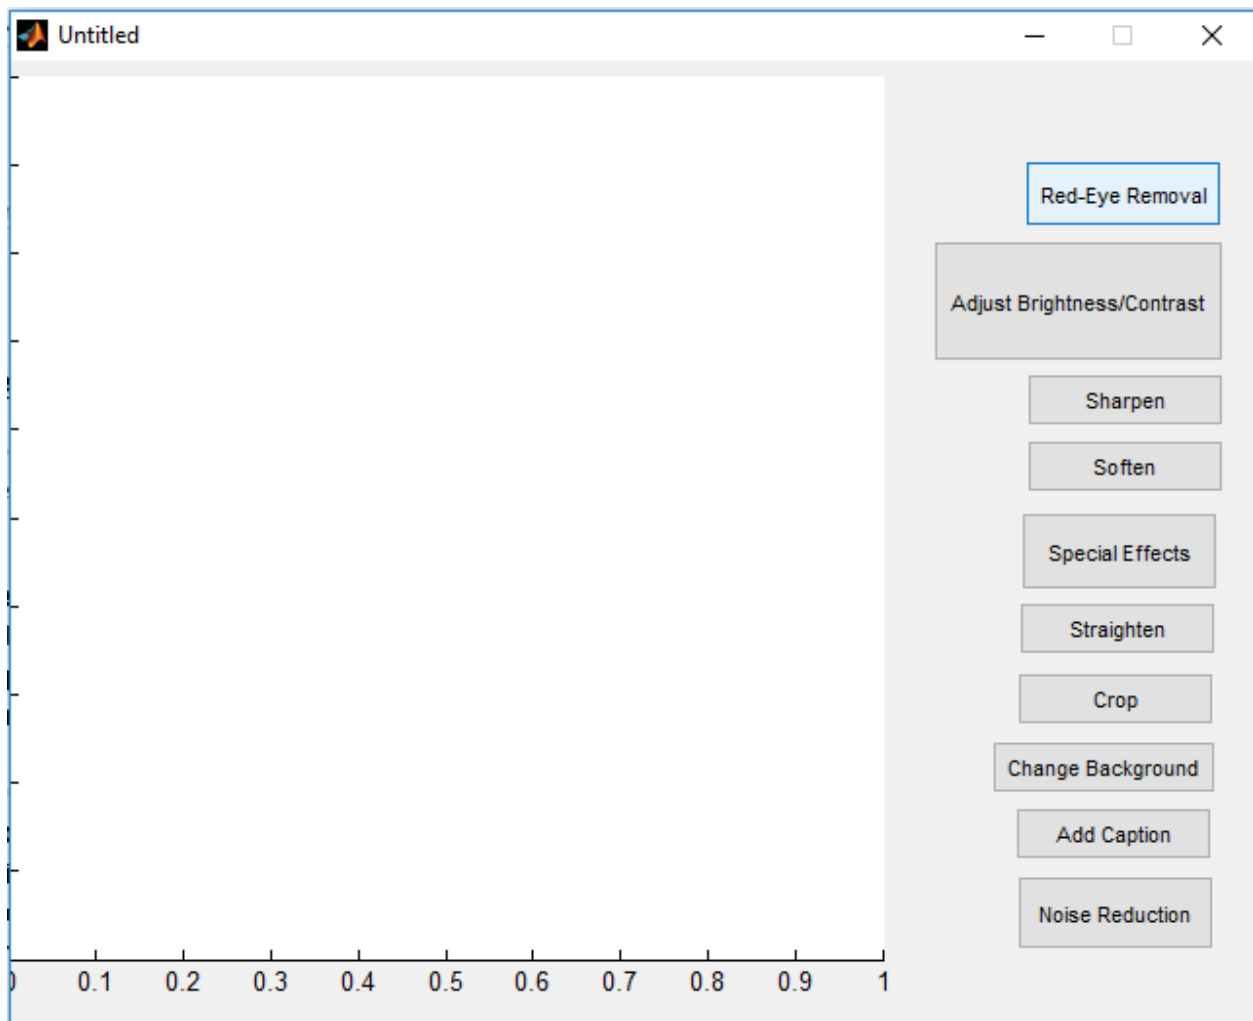 Untitled
Red-Eye Removal
Adjust Brightness/Contrast
Sharpen
Soften
Special Effects
Straighten
Crop
Change Background
Add Caption
Noise Reduction
0.1 0.2 0.3 0.4 0.5 0.6 0.7 0.8 0.9 1